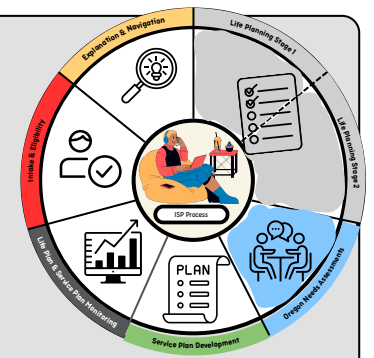 Explanation & Navigation
Life Planning Stage 1
Life Planning Stage 2
Oregon Needs Assessments
Service Plan Development
Life Plan & Service Plan Monitoring
Intake & Eligibility
ISP Process
PLAN